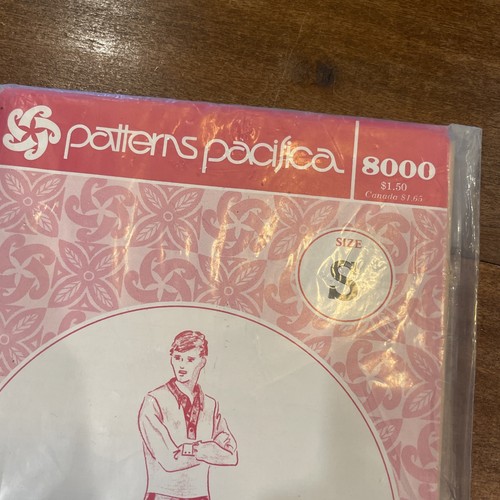 patterns pacifica
8000
$1.50
Canada $1.65
SIZE
S